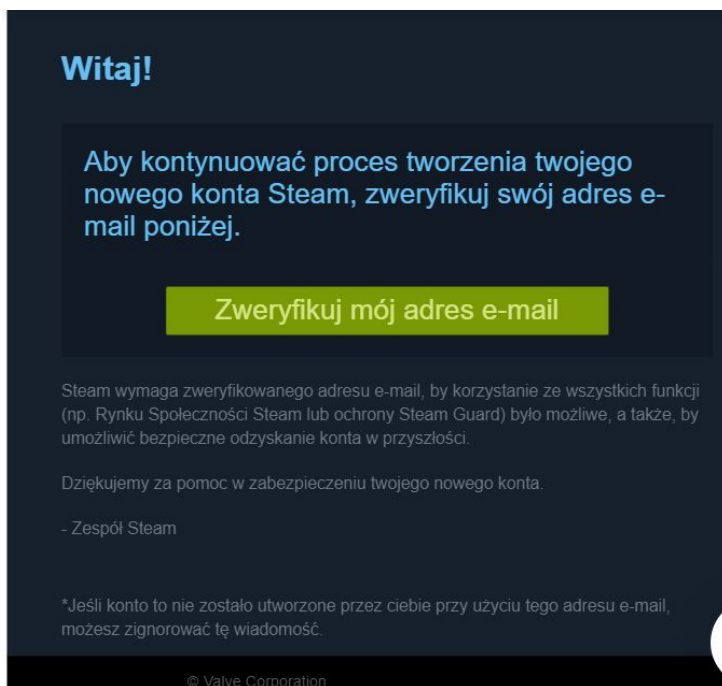 Witaj!
Aby kontynuować proces tworzenia twojego
nowego konta Steam, zweryfikuj swój adres e-
mail poniżej.
Zweryfikuj mój adres e-mail
Steam wymaga zweryfikowanego adresu e-mail, by korzystanie ze wszystkich funkcji
(np. Rynku Społeczności Steam lub ochrony Steam Guard) było możliwe, a także, by
umożliwić bezpieczne odzyskanie konta w przyszłości.
Dziękujemy za pomoc w zabezpieczeniu twojego nowego konta.
- Zespół Steam
*Jeśli konto to nie zostało utworzone przez ciebie przy użyciu tego adresu e-mail,
możesz zignorować tę wiadomość.
© Valve Corporation